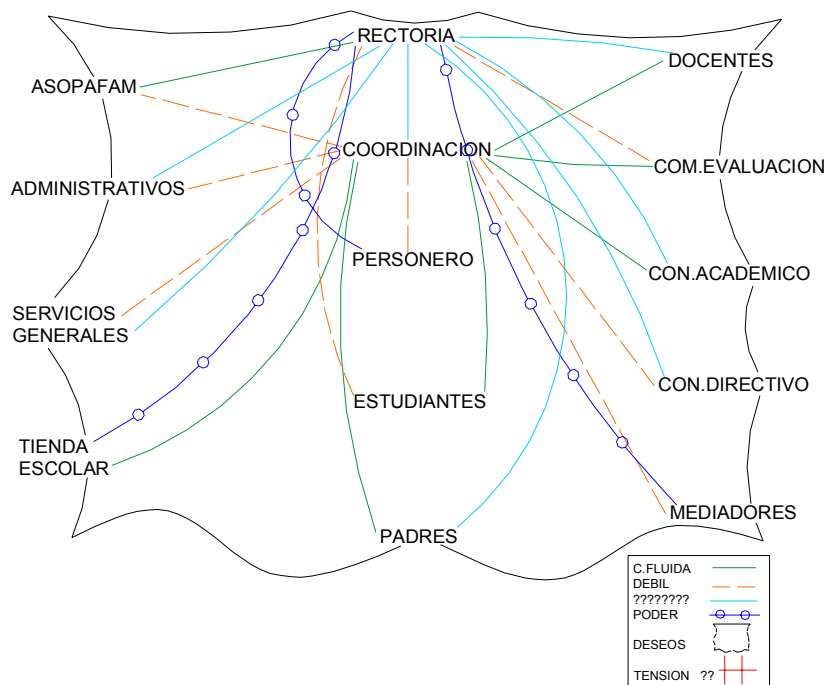 RECTORIA
DOCENTES
ASOPAFAM
COORDINACION
COM.EVALUACION
ADMINISTRATIVOS
PERSONERO
CON.ACADEMICO
SERVICIOS
GENERALES
CON.DIRECTIVO
ESTUDIANTES
TIENDA
ESCOLAR
MEDIADORES
PADRES
C.FLUIDA
DEBIL
????????
PODER
DESEOS
TENSION ??